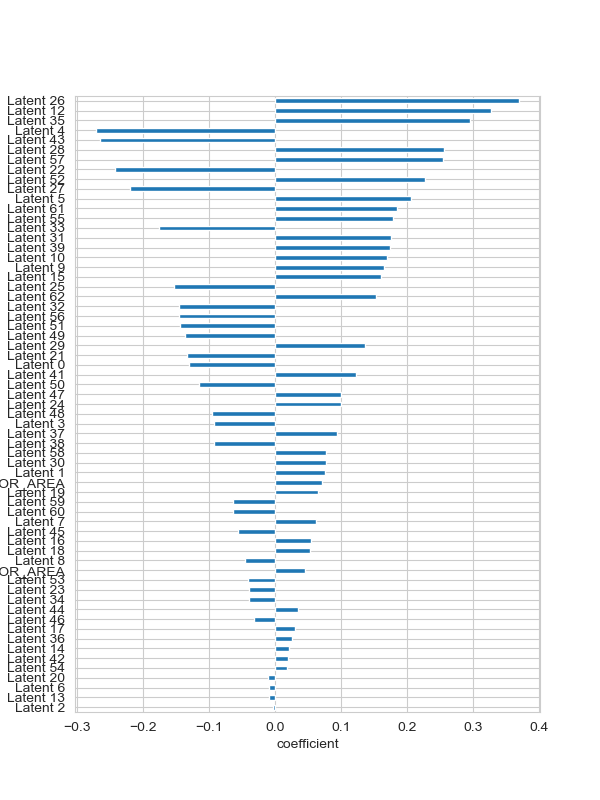 Latent 26
Latent 12
Latent 35
Latent 4
Latent 43
Latent 28
Latent 57
Latent 22
Latent 52
Latent 27
Latent 5
Latent 61
Latent 55
Latent 33
Latent 31
Latent 39
Latent 10
Latent 9
Latent 15
Latent 25
Latent 62
Latent 32
Latent 56
Latent 51
Latent 49
Latent 29
Latent 21
Latent 0
Latent 41
Latent 50
Latent 47
Latent 24
Latent 48
Latent 3
Latent 37
Latent 38
Latent 58
Latent 30
Latent 1
OR_AREA
Latent 19
Latent 59
Latent 60
Latent 7
Latent 45
Latent 16
Latent 18
Latent 8
OR_AREA
Latent 53
Latent 23
Latent 34
Latent 44
Latent 46
Latent 17
Latent 36
Latent 14
Latent 42
Latent 54
Latent 20
Latent 6
Latent 13
Latent 2
−0.3 −0.2 −0.1 0.0 0.1 0.2 0.3 0.4
coefficient